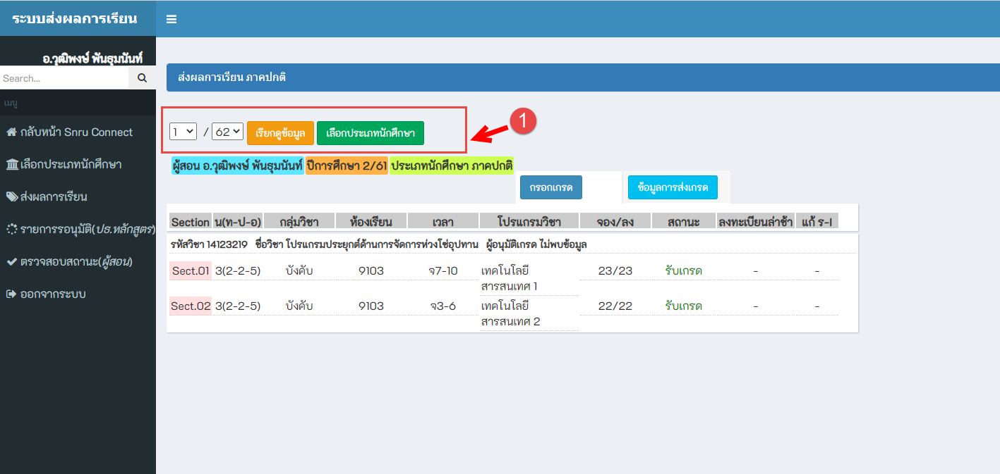 ระบบส่งผลการเรียน
อ.วุฒิพงษ์ พันธุมนันท์
Search...
เมนู
กลับหน้า Snru Connect
เลือกประเภทนักศึกษา
ส่งผลการเรียน
รายการรออนุมัติ(ปธ.หลักสูตร)
ตรวจสอบสถานะ(ผู้สอน)
ออกจากระบบ
ส่งผลการเรียน ภาคปกติ
1 / 62 เรียกดูข้อมูล เลือกประเภทนักศึกษา
1
ผู้สอน อ.วุฒิพงษ์ พันธุมนันท์ ปีการศึกษา 2/61 ประเภทนักศึกษา ภาคปกติ
กรอกเกรด ข้อมูลการส่งเกรด
Section น(ท-ป-อ) กลุ่มวิชา ห้องเรียน เวลา โปรแกรมวิชา จอง/ลง สถานะ ลงทะเบียนล่าช้า แก้ ร-I
รหัสวิชา 14123219 ชื่อวิชา โปรแกรมประยุกต์ด้านการจัดการห่วงโซ่อุปทาน ผู้อนุมัติเกรด ไม่พบข้อมูล
Sect.01 3(2-2-5) บังคับ 9103 จ7-10 เทคโนโลยี 23/23 รับเกรด - -
สารสนเทศ 1
Sect.02 3(2-2-5) บังคับ 9103 จ3-6 เทคโนโลยี 22/22 รับเกรด - -
สารสนเทศ 2